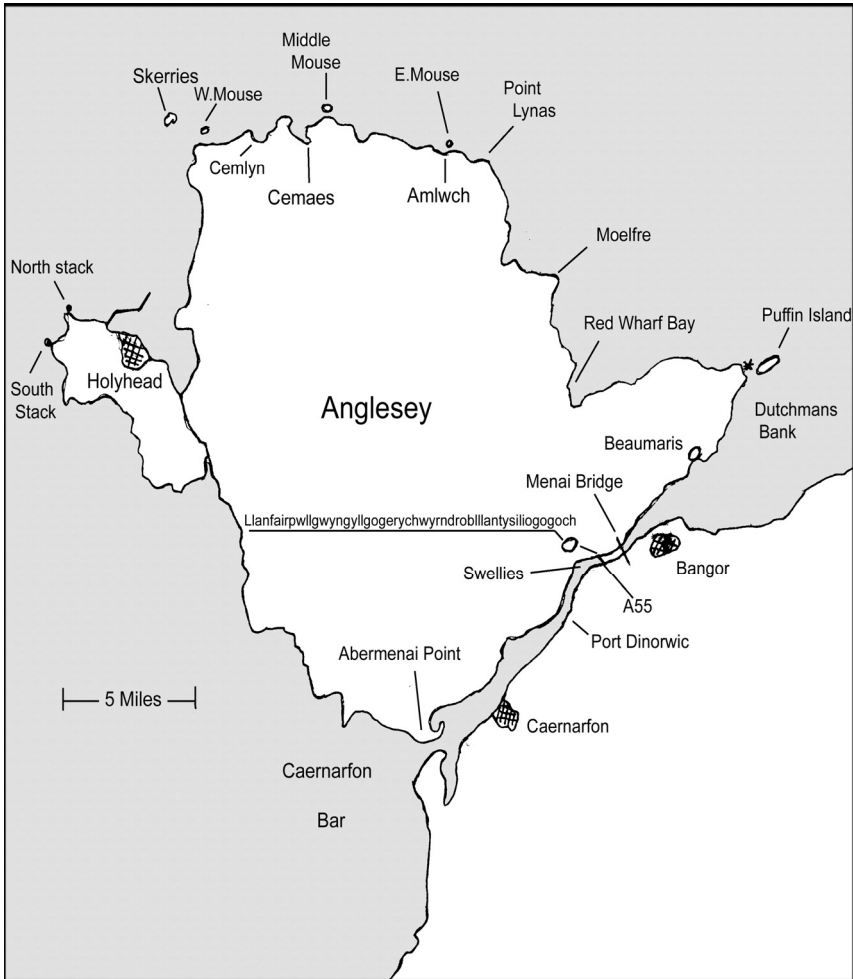 Middle
Mouse
Skerries
W.Mouse
E.Mouse
Point
Lynas
Cemlyn
Cemaes
Amlwch
Moelfre
North stack
Red Wharf Bay
Puffin Island
South
Stack
Holyhead
Anglesey
Dutchmans
Bank
Beaumaris
Menai Bridge
Llanfairpwllgwyngyllgogerychwyrndroblllantysiliogogoch
Swellies
Bangor
A55
Port Dinorwic
Abermenai Point
5 Miles
Caernarfon
Caernarfon
Bar